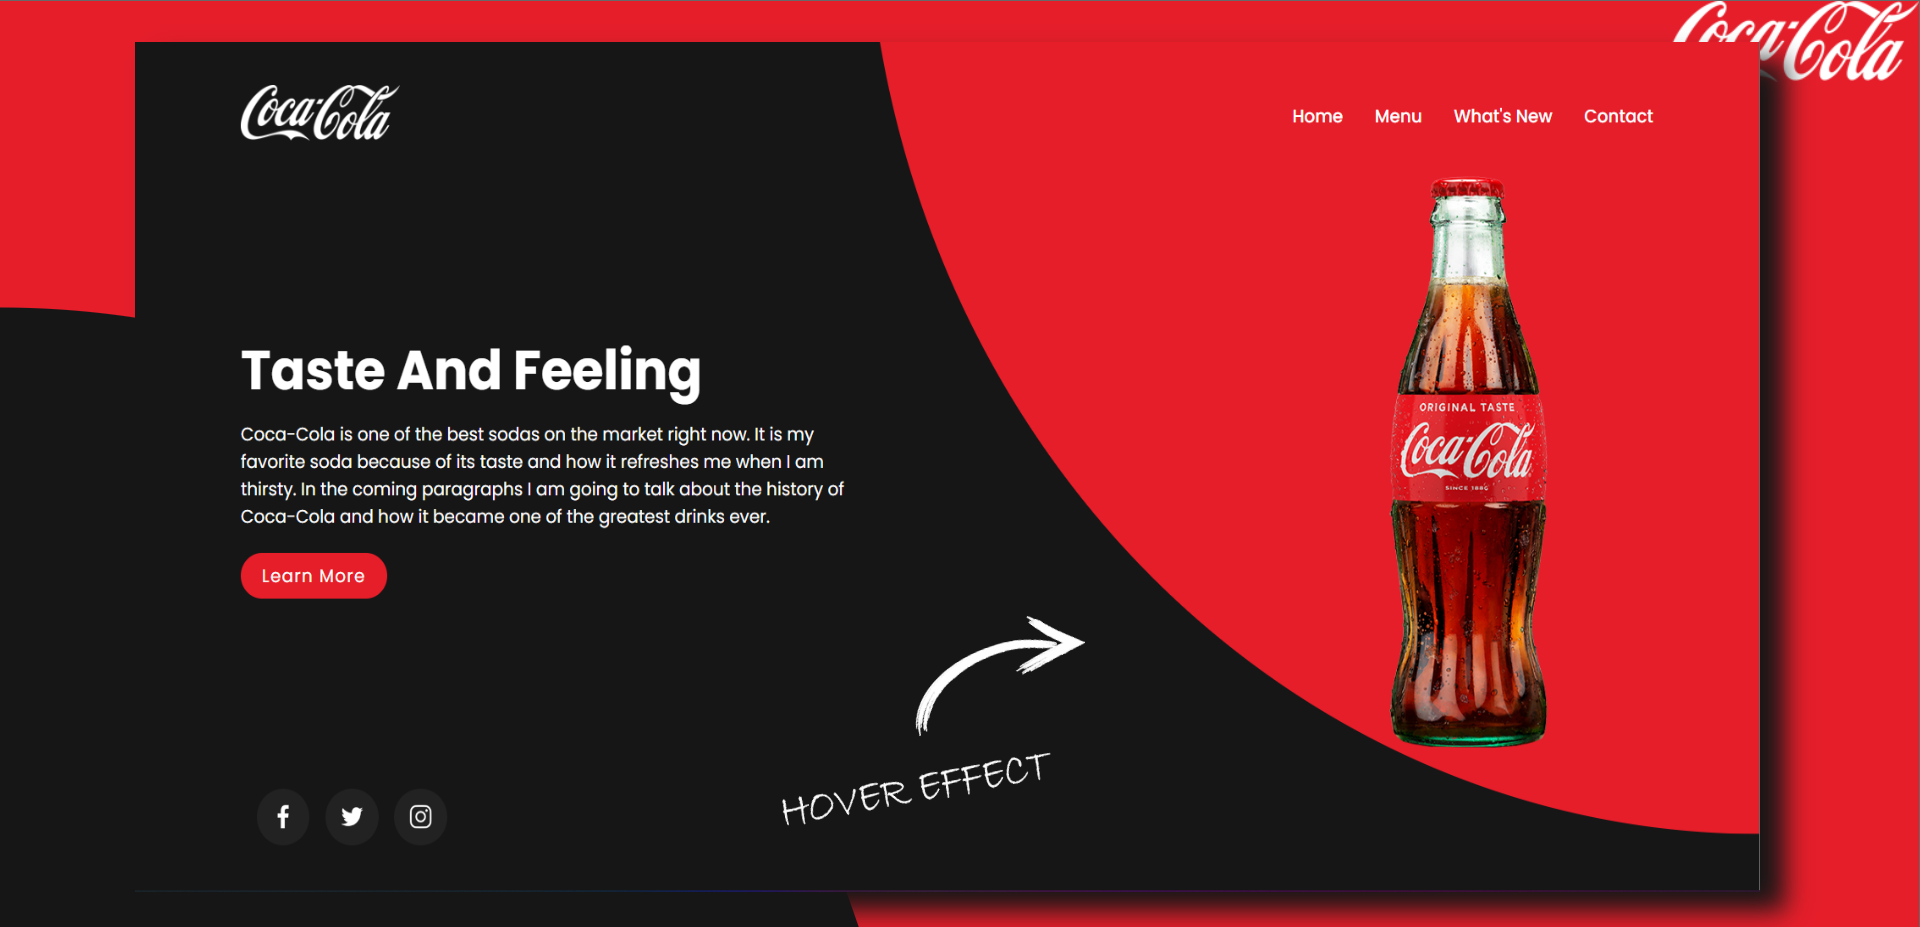 Coca-Cola
Coca-Cola
Home Menu What's New Contact
Taste And Feeling
Coca-Cola is one of the best sodas on the market right now. It is my
favorite soda because of its taste and how it refreshes me when I am
thirsty. In the coming paragraphs I am going to talk about the history of
Coca-Cola and how it became one of the greatest drinks ever.
Learn More
ORIGINAL TASTE
Coca-Cola
SINCE 1886
HOVER EFFECT